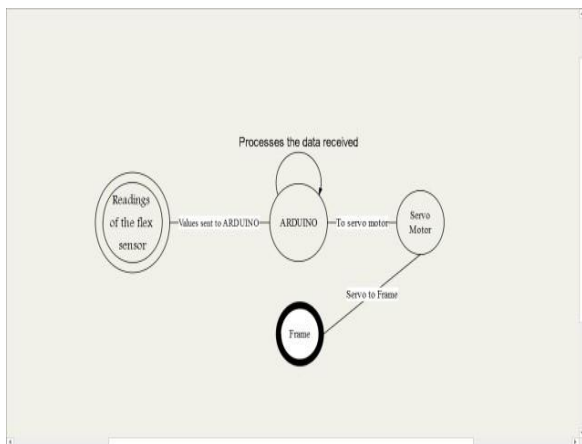 Processes the data received
Readings
of the flex
sensor
Values sent to ARDUINO
ARDUINO
To servo motor
Servo
Motor
Servo to Frame
Frame